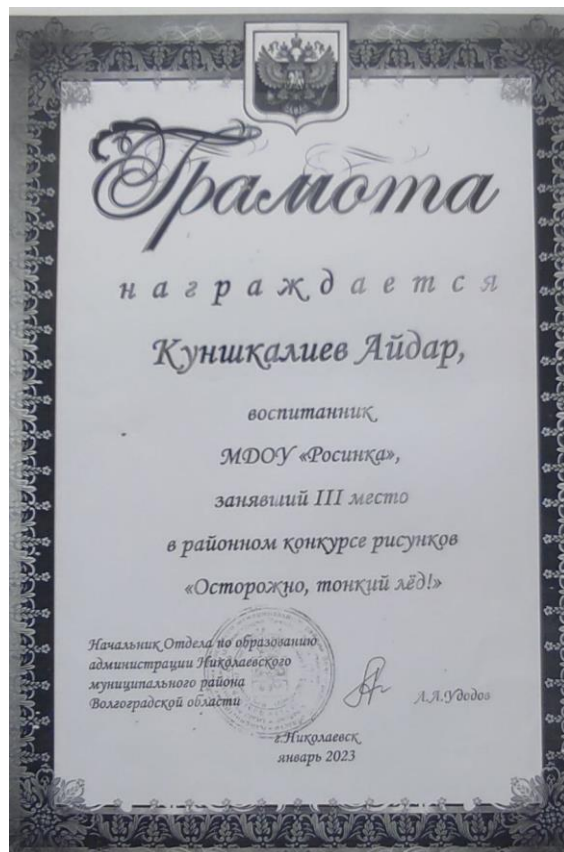 Грамота
награждается
Куншкалиев Айдар,
воспитанник
МДОУ «Росинка»,
занявший III место
в районном конкурсе рисунков
«Осторожно, тонкий лёд!»
Начальник Отдела по образованию
администрации Николаевского
муниципального района
Волгоградской области
А.А.Удодов
г.Николаевск
январь 2023